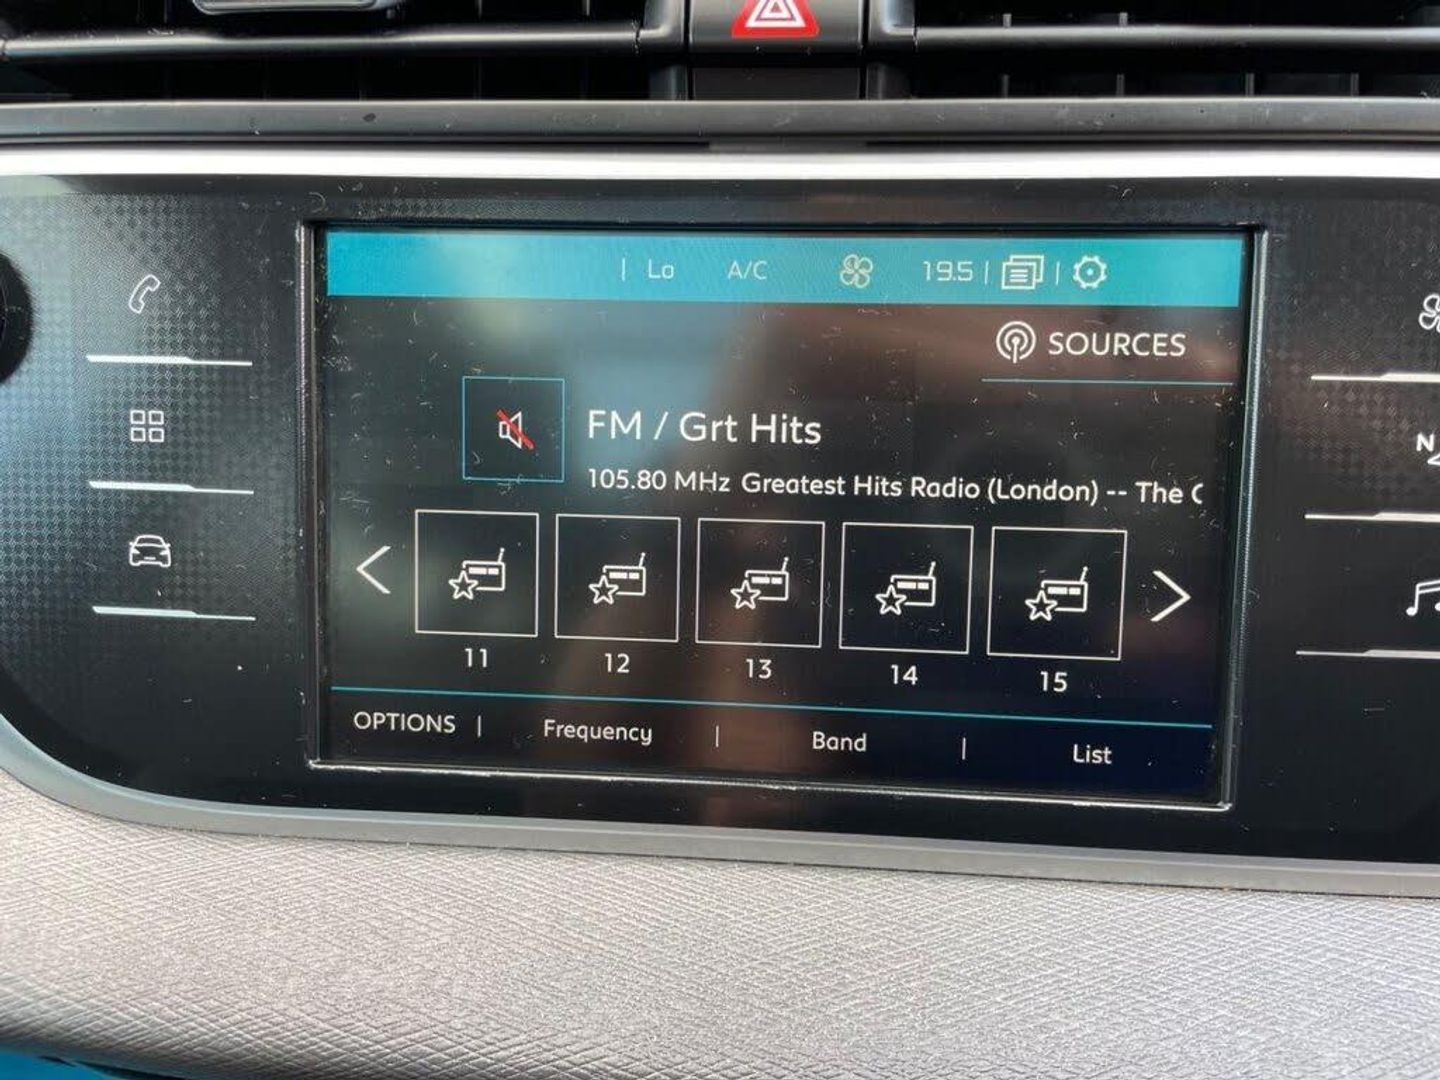 Lo A/C 19.5
SOURCES
FM / Grt Hits
105.80 MHz Greatest Hits Radio (London) -- The
11 12 13 14 15
OPTIONS | Frequency | Band | List
N